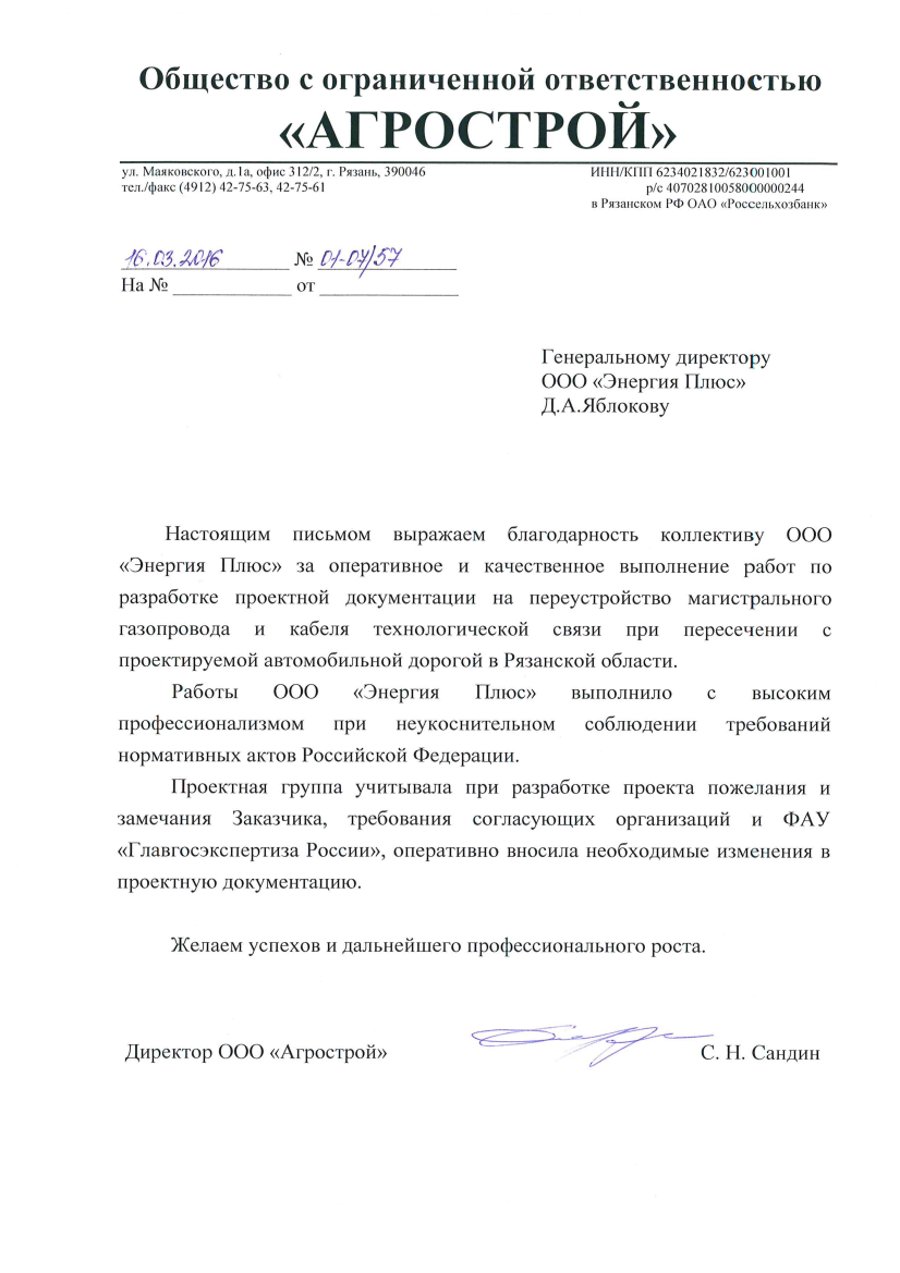 Общество с ограниченной ответственностью
«АГРОСТРОЙ»
ул. Маяковского, д.1а, офис 312/2, г. Рязань, 390046
тел./факс (4912) 42-75-63, 42-75-61
ИНН/КПП 6234021832/623001001
р/с 40702810058000000244
в Рязанском РФ ОАО «Россельхозбанк»
16.03.2016 № 01-07/57
На № ____________ от ______________
Генеральному директору
ООО «Энергия Плюс»
Д.А.Яблокову
Настоящим письмом выражаем благодарность коллективу ООО
«Энергия Плюс» за оперативное и качественное выполнение работ по
разработке проектной документации на переустройство магистрального
газопровода и кабеля технологической связи при пересечении с
проектируемой автомобильной дорогой в Рязанской области.
Работы ООО «Энергия Плюс» выполнило с высоким
профессионализмом при неукоснительном соблюдении требований
нормативных актов Российской Федерации.
Проектная группа учитывала при разработке проекта пожелания и
замечания Заказчика, требования согласующих организаций и ФАУ
«Главгосэкспертиза России», оперативно вносила необходимые изменения в
проектную документацию.
Желаем успехов и дальнейшего профессионального роста.
Директор ООО «Агрострой» С. Н. Сандин